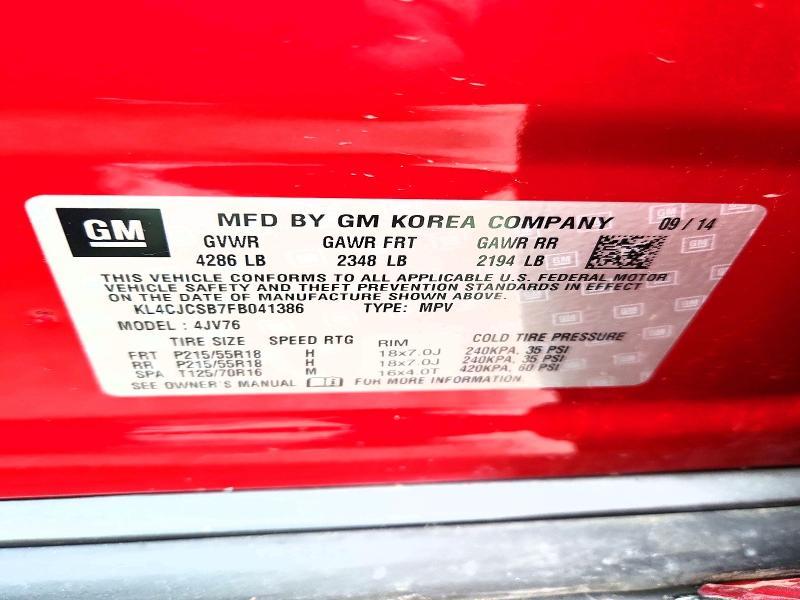 GM MFD BY GM KOREA COMPANY 09 / 14
GVWR GAWR FRT GAWR RR
4286 LB 2348 LB 2194 LB
THIS VEHICLE CONFORMS TO ALL APPLICABLE U.S. FEDERAL MOTOR
VEHICLE SAFETY AND THEFT PREVENTION STANDARDS IN EFFECT
ON THE DATE OF MANUFACTURE SHOWN ABOVE.
KL4CJCSB7FB041386 TYPE: MPV
MODEL : 4JV76
TIRE SIZE SPEED RTG RIM COLD TIRE PRESSURE
FRT P215/55R18 H 18x7.0J 240KPA, 35 PSI
RR P215/55R18 H 18x7.0J 240KPA, 35 PSI
SPA T125/70R16 M 16x4.0T 420KPA, 60 PSI
SEE OWNER'S MANUAL FOR MORE INFORMATION